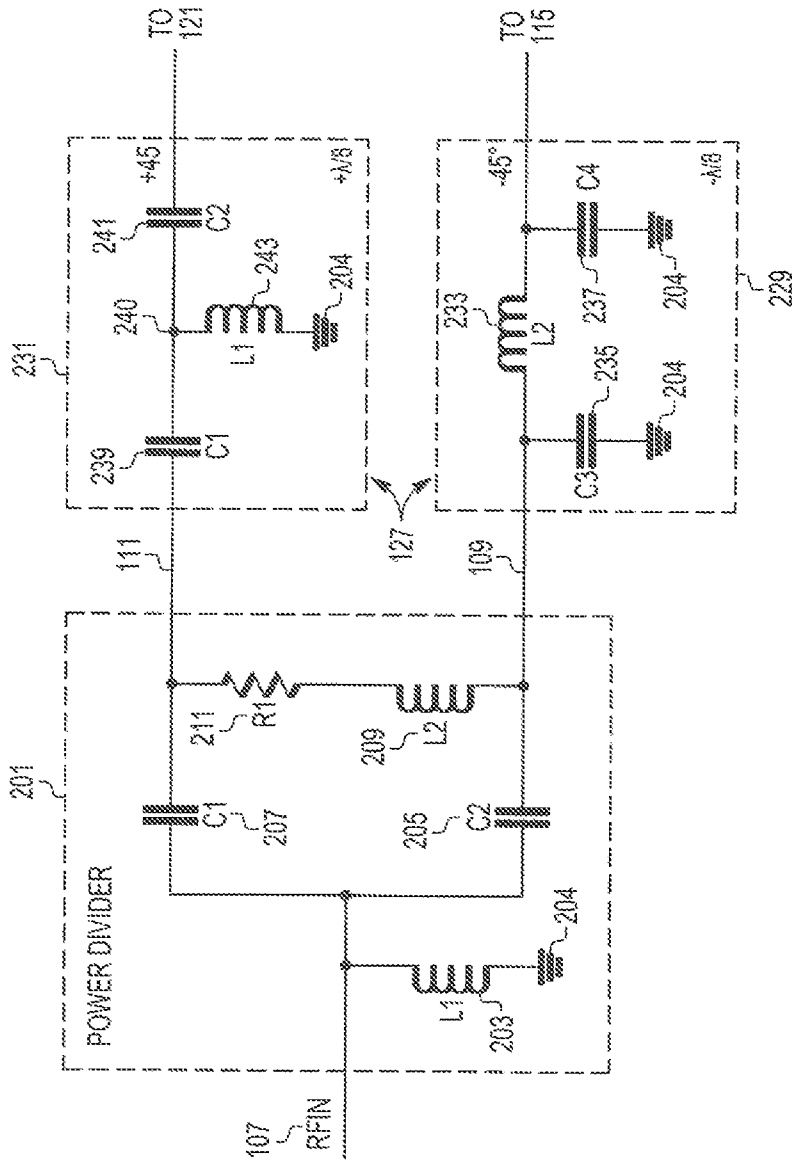 107
RFIN
POWER DIVIDER
201
L1
203
204
C1
207
205
C2
211
R1
209
L2
111
109
127
231
239
C1
240
241
C2
+45
L1
243
204
+λ/8
TO
121
C3
235
204
233
L2
237
C4
204
-45°
-λ/8
229
TO
115